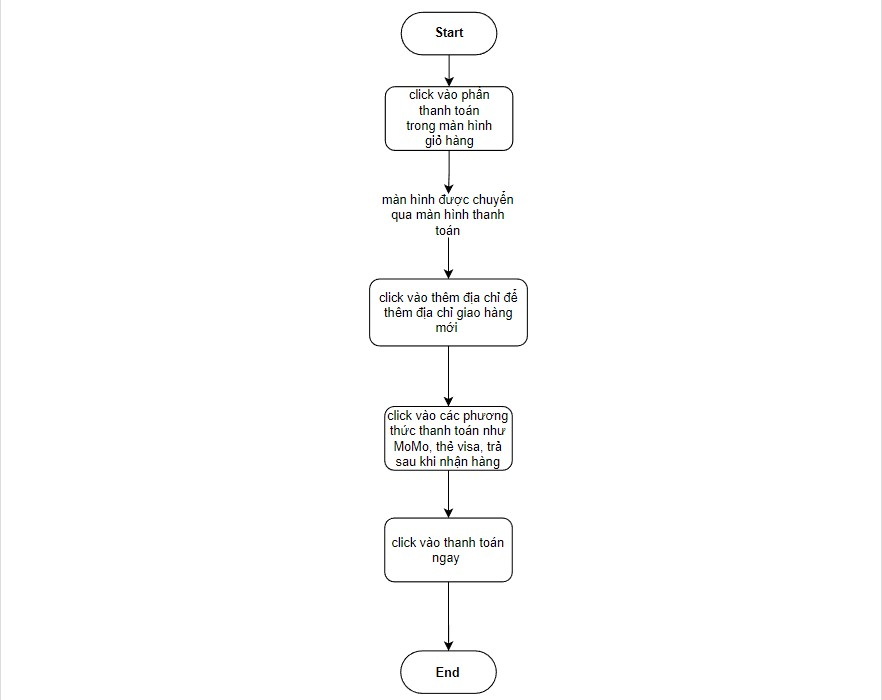 Start
click vào phần
thanh toán
trong màn hình
giỏ hàng
màn hình được chuyển
qua màn hình thanh
toán
click vào thêm địa chỉ để
thêm địa chỉ giao hàng
mới
click vào các phương
thức thanh toán như
MoMo, thẻ visa, trả
sau khi nhận hàng
click vào thanh toán
ngay
End